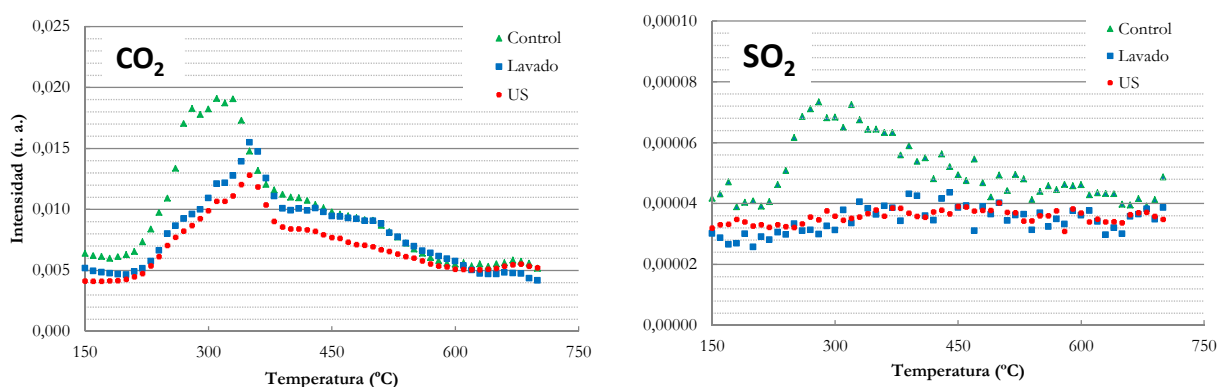 0,025
0,020
0,015
0,010
0,005
0,000
Intensidad (u. a.)
CO₂
Control
Lavado
US
150
300
450
600
750
Temperatura (ºC)
0,00010
0,00008
0,00006
0,00004
0,00002
0,00000
SO₂
Control
Lavado
US
150
300
450
600
750
Temperatura (ºC)